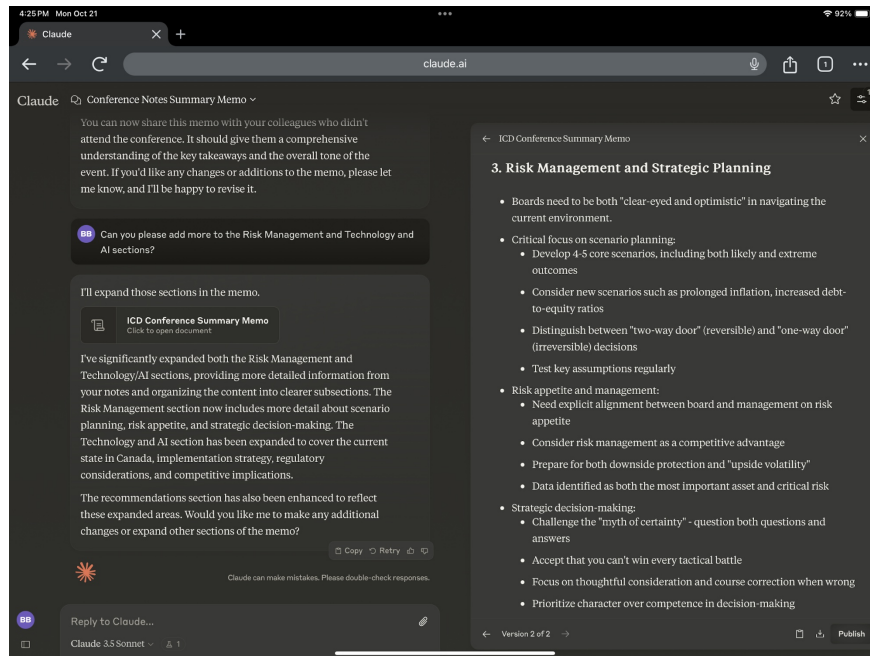 4:25 PM Mon Oct 21
92%
Claude
claude.ai
1
Claude
Conference Notes Summary Memo
You can now share this memo with your colleagues who didn't
attend the conference. It should give them a comprehensive
understanding of the key takeaways and the overall tone of the
event. If you'd like any changes or additions to the memo, please let
me know, and I'll be happy to revise it.
BB
Can you please add more to the Risk Management and Technology and
AI sections?
I'll expand those sections in the memo.
ICD Conference Summary Memo
Click to open document
I've significantly expanded both the Risk Management and
Technology/AI sections, providing more detailed information from
your notes and organizing the content into clearer subsections. The
Risk Management section now includes more detail about scenario
planning, risk appetite, and strategic decision-making. The
Technology and AI section has been expanded to cover the current
state in Canada, implementation strategy, regulatory
considerations, and competitive implications.
The recommendations section has also been enhanced to reflect
these expanded areas. Would you like me to make any additional
changes or expand other sections of the memo?
Copy Retry
Claude can make mistakes. Please double-check responses.
BB
Reply to Claude...
Claude 3.5 Sonnet 1
ICD Conference Summary Memo
3. Risk Management and Strategic Planning
• Boards need to be both "clear-eyed and optimistic" in navigating the
current environment.
• Critical focus on scenario planning:
• Develop 4-5 core scenarios, including both likely and extreme
outcomes
• Consider new scenarios such as prolonged inflation, increased debt-
to-equity ratios
• Distinguish between "two-way door" (reversible) and "one-way door"
(irreversible) decisions
• Test key assumptions regularly
• Risk appetite and management:
• Need explicit alignment between board and management on risk
appetite
• Consider risk management as a competitive advantage
• Prepare for both downside protection and "upside volatility"
• Data identified as both the most important asset and critical risk
• Strategic decision-making:
• Challenge the "myth of certainty" - question both questions and
answers
• Accept that you can't win every tactical battle
• Focus on thoughtful consideration and course correction when wrong
• Prioritize character over competence in decision-making
Version 2 of 2
Publish